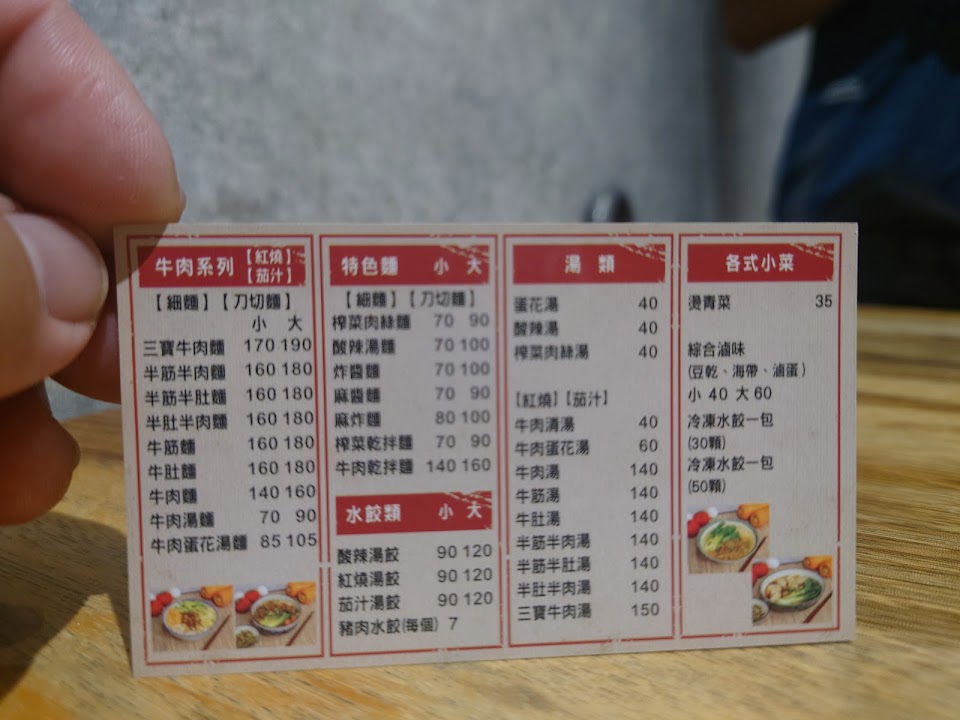 牛肉系列【紅燒】【茄汁】
【細麵】【刀切麵】
小 大
三寶牛肉麵 170 190
半筋半肉麵 160 180
半筋半肚麵 160 180
半肚半肉麵 160 180
牛筋麵 160 180
牛肚麵 160 180
牛肉麵 140 160
牛肉湯麵 70 90
牛肉蛋花湯麵 85 105
特色麵 小 大
【細麵】【刀切麵】
榨菜肉絲麵 70 90
酸辣湯麵 70 100
炸醬麵 70 100
麻醬麵 70 90
麻炸麵 80 100
榨菜乾拌麵 70 90
牛肉乾拌麵 140 160
水餃類 小 大
酸辣湯餃 90 120
紅燒湯餃 90 120
茄汁湯餃 90 120
豬肉水餃(每個) 7
湯 類
蛋花湯 40
酸辣湯 40
榨菜肉絲湯 40
【紅燒】【茄汁】
牛肉清湯 40
牛肉蛋花湯 60
牛肉湯 140
牛筋湯 140
牛肚湯 140
半筋半肉湯 140
半筋半肚湯 140
半肚半肉湯 140
三寶牛肉湯 150
各式小菜
燙青菜 35
綜合滷味
(豆乾、海帶、滷蛋)
小 40 大 60
冷凍水餃一包
(30顆)
冷凍水餃一包
(50顆)